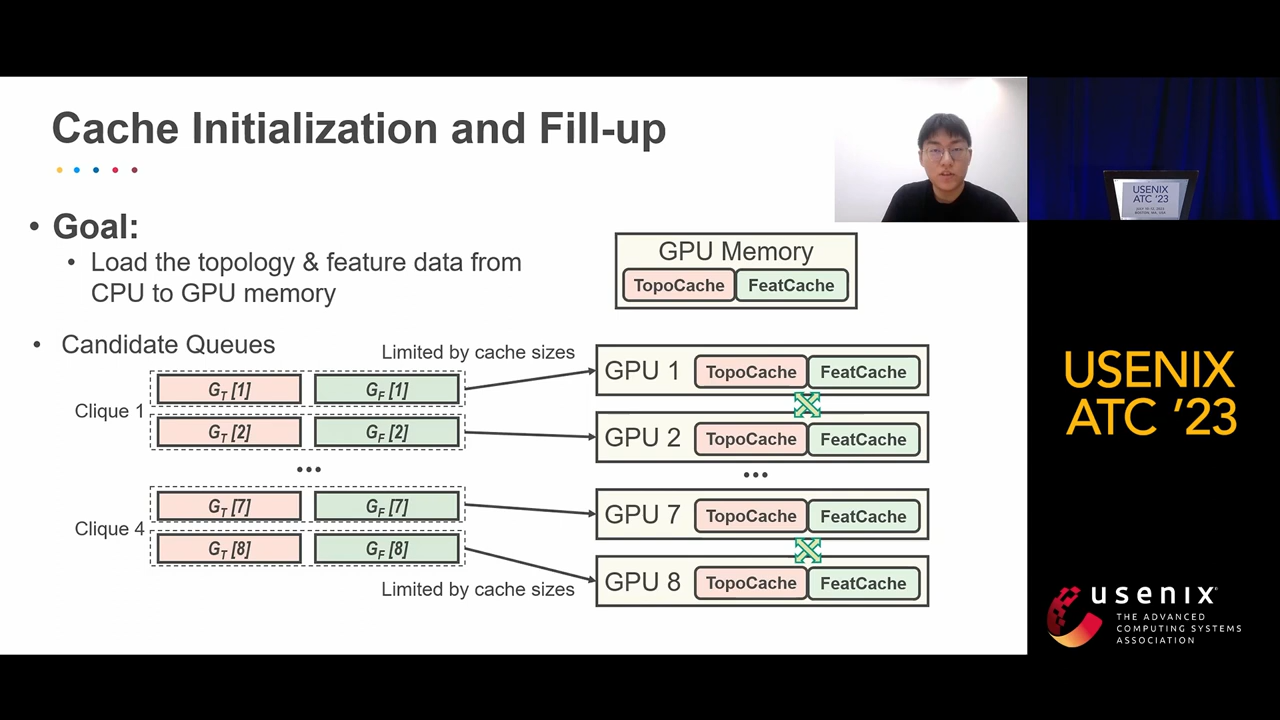 Cache Initialization and Fill-up
• Goal:
• Load the topology & feature data from
CPU to GPU memory
GPU Memory
TopoCache FeatCache
• Candidate Queues
Limited by cache sizes
Clique 1
G_T [1] G_F [1]
G_T [2] G_F [2]
•••
Clique 4
G_T [7] G_F [7]
G_T [8] G_F [8]
Limited by cache sizes
GPU 1 TopoCache FeatCache
GPU 2 TopoCache FeatCache
•••
GPU 7 TopoCache FeatCache
GPU 8 TopoCache FeatCache
USENIX
ATC '23
USENIX
ATC ’23
usenix
THE ADVANCED
COMPUTING SYSTEMS
ASSOCIATION